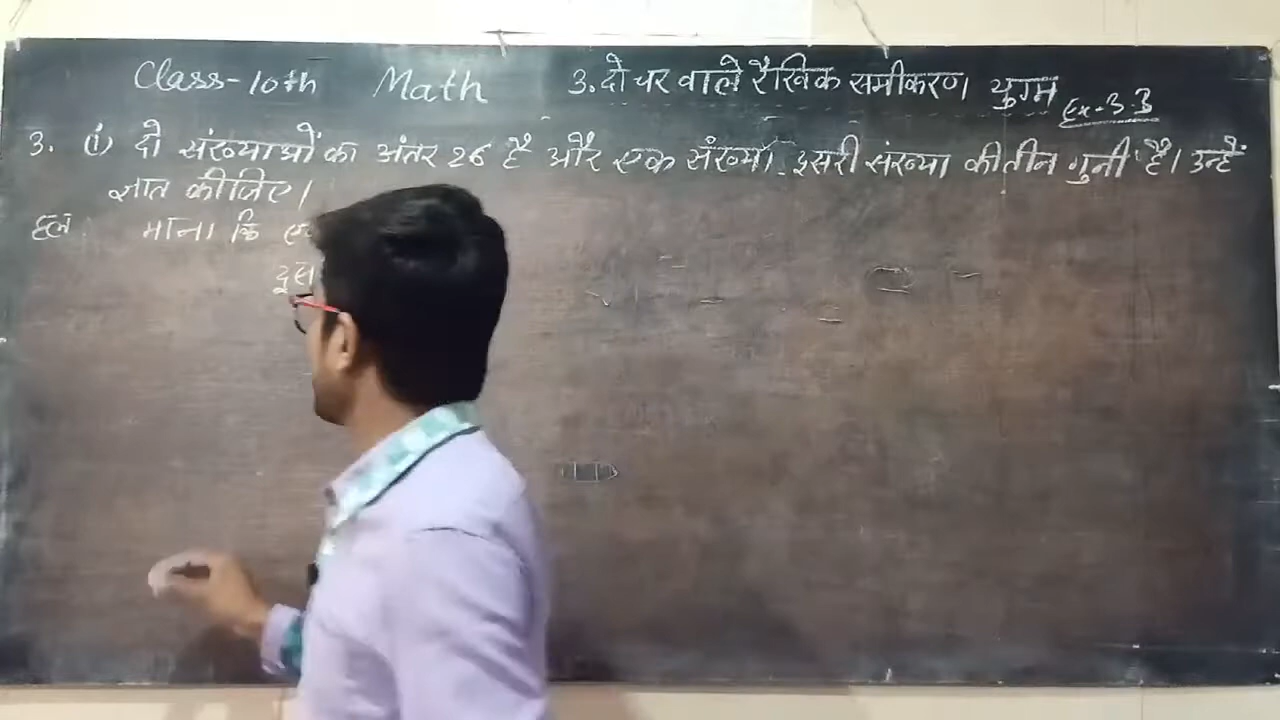 Class-10th Math 3. दो चर वाले रैखिक समीकरण युग्म Ex-3.3
3. (i) दो संख्याओं का अंतर 26 है और एक संख्या दूसरी संख्या की तीन गुनी है। उन्हें
ज्ञात कीजिए।
हल माना कि